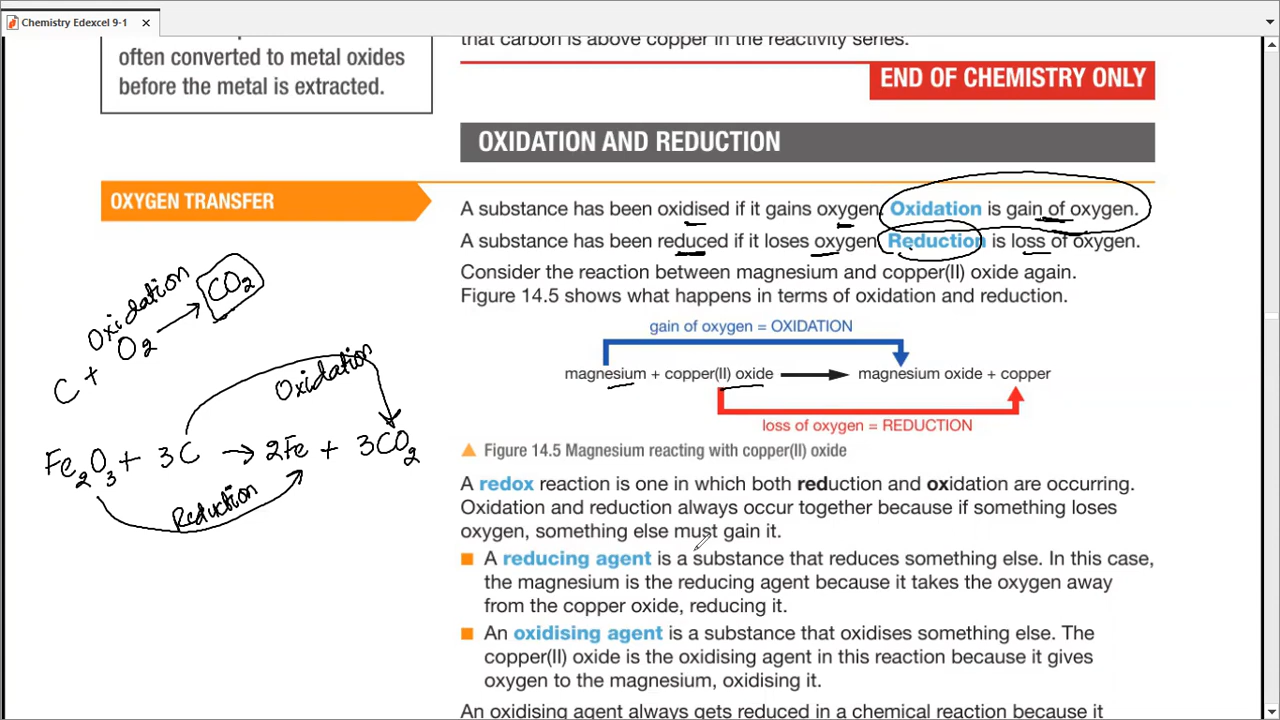 Chemistry Edexcel 9-1
often converted to metal oxides
before the metal is extracted.
that carbon is above copper in the reactivity series.
END OF CHEMISTRY ONLY
OXIDATION AND REDUCTION
OXYGEN TRANSFER
A substance has been oxidised if it gains oxygen. Oxidation is gain of oxygen.
A substance has been reduced if it loses oxygen. Reduction is loss of oxygen.
Consider the reaction between magnesium and copper(II) oxide again.
Figure 14.5 shows what happens in terms of oxidation and reduction.
gain of oxygen = OXIDATION
magnesium + copper(II) oxide → magnesium oxide + copper
loss of oxygen = REDUCTION
Figure 14.5 Magnesium reacting with copper(II) oxide
A redox reaction is one in which both reduction and oxidation are occurring.
Oxidation and reduction always occur together because if something loses
oxygen, something else must gain it.
A reducing agent is a substance that reduces something else. In this case,
the magnesium is the reducing agent because it takes the oxygen away
from the copper oxide, reducing it.
An oxidising agent is a substance that oxidises something else. The
copper(II) oxide is the oxidising agent in this reaction because it gives
oxygen to the magnesium, oxidising it.
An oxidising agent always gets reduced in a chemical reaction because it
Oxidation
C + O₂ → CO₂
Oxidation
Fe₂O₃ + 3C → 2Fe + 3CO₂
Reduction